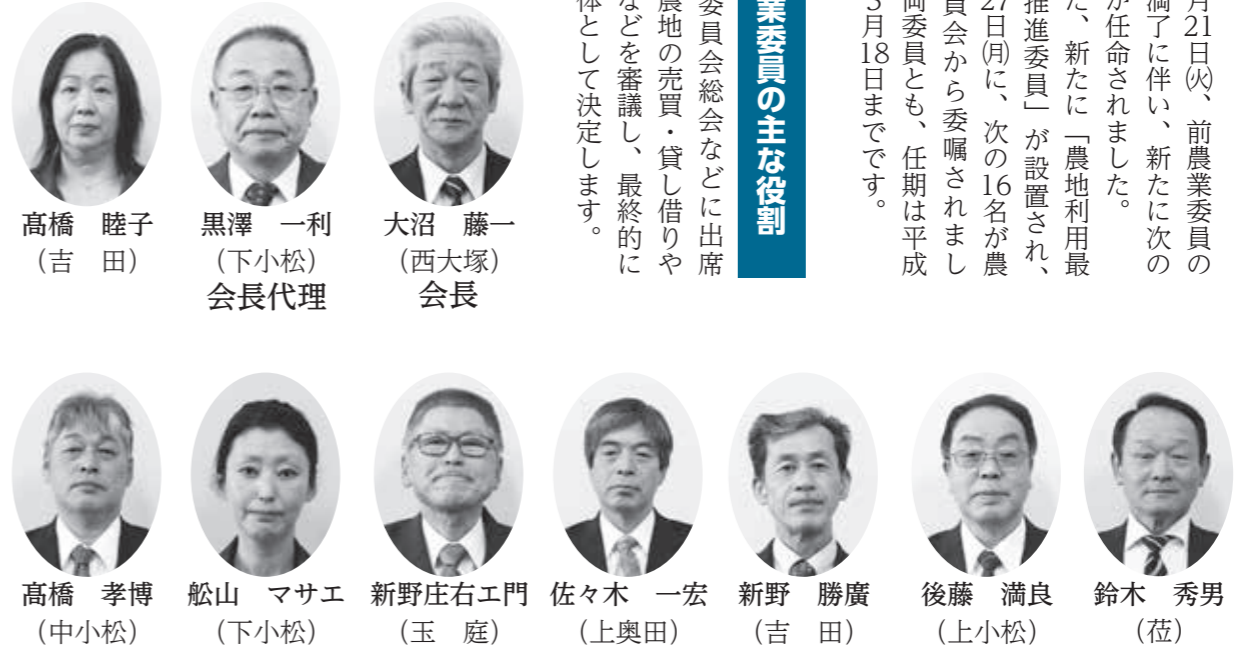 月21日㈫、前農業委員の
満了に伴い、新たに次の
が任命されました。
た、新たに「農地利用最
推進委員」が設置され、
27日㈪に、次の16名が農
員会から委嘱されまし
両委員とも、任期は平成
3月18日までです。
業委員の主な役割
委員会総会などに出席
農地の売買・貸し借りや
などを審議し、最終的に
体として決定します。
大沼　藤一
（西大塚）
会長
黒澤　一利
（下小松）
会長代理
髙橋　睦子
（吉　田）
鈴木　秀男
（莅）
後藤　満良
（上小松）
新野　勝廣
（吉　田）
佐々木　一宏
（上奥田）
新野庄右エ門
（玉　庭）
舩山　マサエ
（下小松）
髙橋　孝博
（中小松）